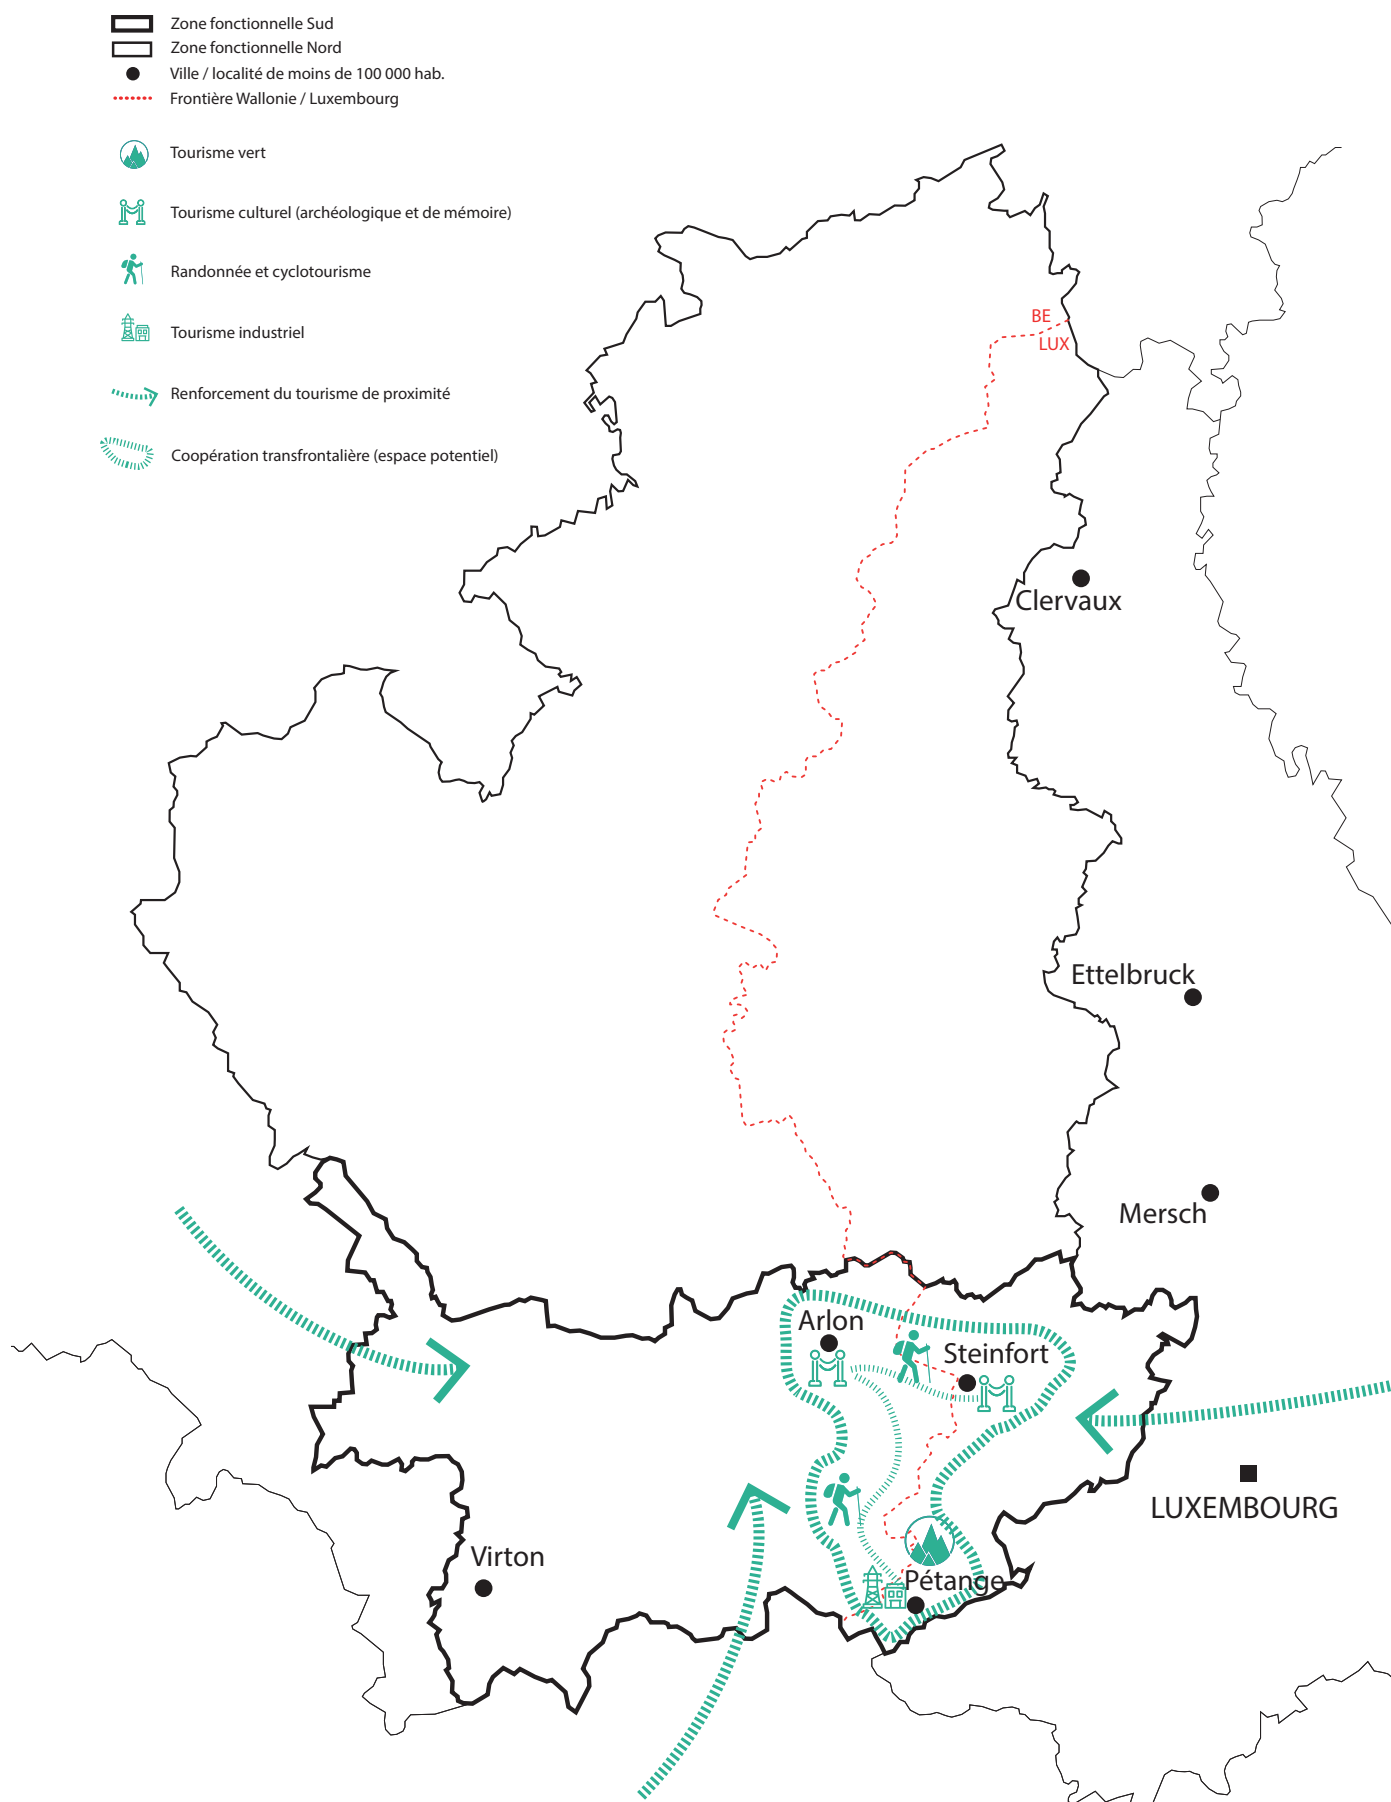 Zone fonctionnelle Sud
Zone fonctionnelle Nord
Ville / localité de moins de 100 000 hab.
Frontière Wallonie / Luxembourg
Tourisme vert
Tourisme culturel (archéologique et de mémoire)
Randonnée et cyclotourisme
Tourisme industriel
Renforcement du tourisme de proximité
Coopération transfrontalière (espace potentiel)
BE
LUX
Clervaux
Ettelbruck
Mersch
Arlon
Steinfort
LUXEMBOURG
Virton
Pétange